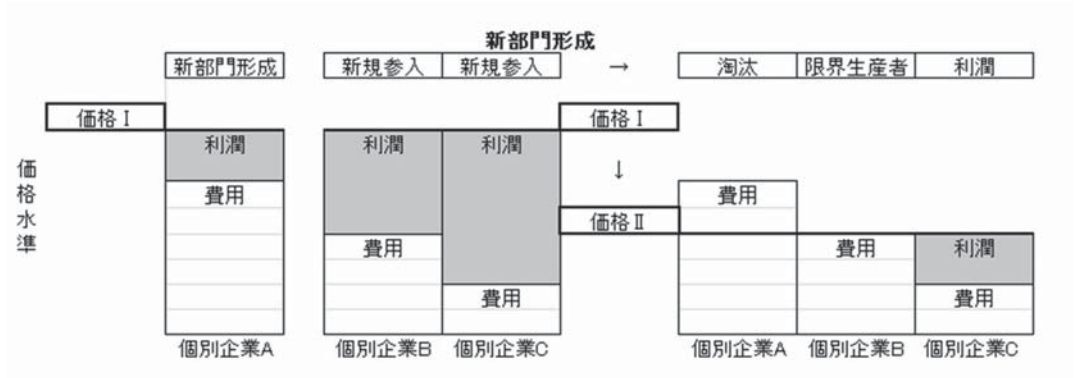 新部門形成
新部門形成 新規参入 新規参入 → 淘汰 限界生産者 利潤
価格Ⅰ 価格Ⅰ
利潤 利潤 利潤
価格水準
↓
費用 費用
価格Ⅱ
費用 費用 利潤
費用 費用
個別企業A 個別企業B 個別企業C 個別企業A 個別企業B 個別企業C